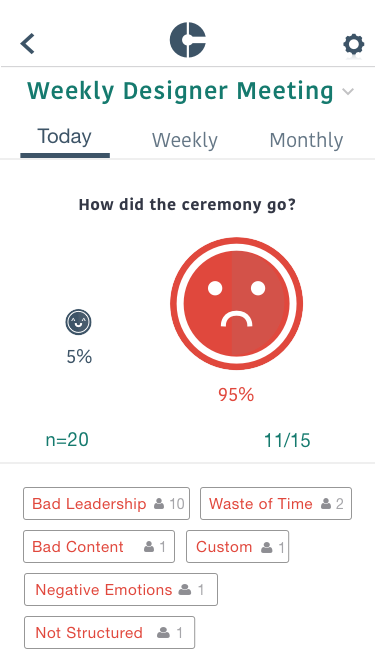 Weekly Designer Meeting
Today Weekly Monthly
How did the ceremony go?
5%
95%
n=20 11/15
Bad Leadership 10 Waste of Time 2
Bad Content 1 Custom 1
Negative Emotions 1
Not Structured 1